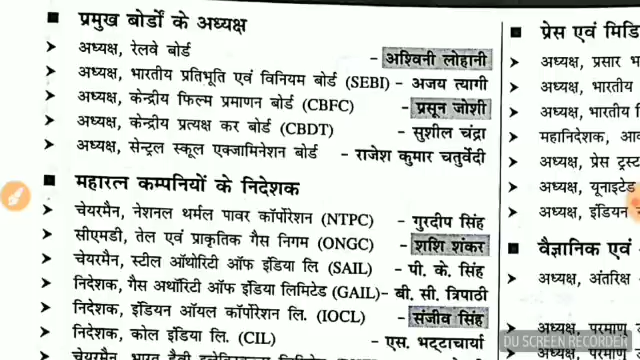 ■ प्रमुख बोर्डों के अध्यक्ष
➤ अध्यक्ष, रेलवे बोर्ड – अश्विनी लोहानी
➤ अध्यक्ष, भारतीय प्रतिभूति एवं विनियम बोर्ड (SEBI) – अजय त्यागी
➤ अध्यक्ष, केन्द्रीय फिल्म प्रमाणन बोर्ड (CBFC) – प्रसून जोशी
➤ अध्यक्ष, केन्द्रीय प्रत्यक्ष कर बोर्ड (CBDT) – सुशील चंद्रा
➤ अध्यक्ष, सेन्ट्रल स्कूल एक्जामिनेशन बोर्ड – राजेश कुमार चतुर्वेदी
■ महारत्न कम्पनियों के निदेशक
➤ चेयरमैन, नेशनल थर्मल पावर कॉर्पोरेशन (NTPC) – गुरदीप सिंह
➤ सीएमडी, तेल एवं प्राकृतिक गैस निगम (ONGC) – शशि शंकर
➤ चेयरमैन, स्टील ऑथोरिटी ऑफ इंडिया लि (SAIL) – पी. के. सिंह
➤ निदेशक, गैस अथॉरिटी ऑफ इंडिया लिमिटेड (GAIL) – बी. सी. त्रिपाठी
➤ निदेशक, इंडियन ऑयल कॉर्पोरेशन लि. (IOCL) – संजीव सिंह
➤ निदेशक, कोल इंडिया लि. (CIL) – एस. भट्टाचार्या
■ प्रेस एवं मिडि
➤ अध्यक्ष, प्रसार भ
➤ अध्यक्ष, भारतीय
➤ अध्यक्ष, भारतीय f
➤ महानिदेशक, आव
➤ अध्यक्ष, प्रेस ट्रस्ट
➤ अध्यक्ष, यूनाइटेड
➤ अध्यक्ष, इंडियन
■ वैज्ञानिक एवं
अध्यक्ष, अंतरिक्ष
➤ अध्यक्ष, परमाणु
अध्यक्ष, परमाणु
DU SCREEN RECORDER